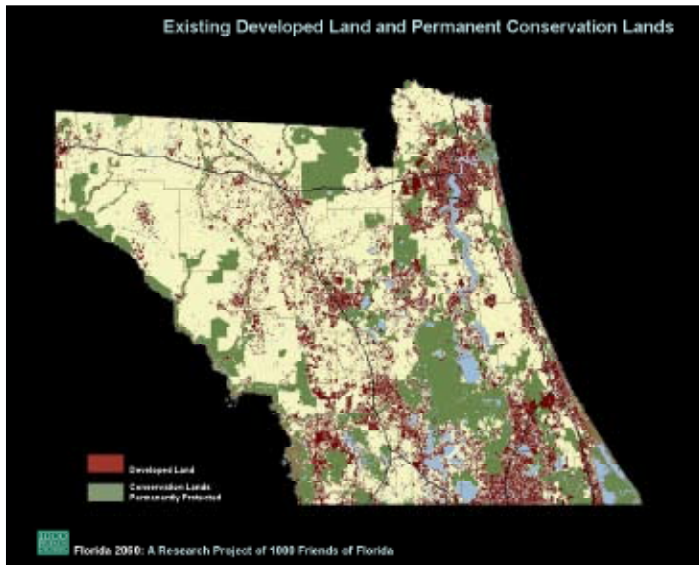 Existing Developed Land and Permanent Conservation Lands
Developed Land
Conservation Lands
Permanently Protected
1000
Florida 2060: A Research Project of 1000 Friends of Florida